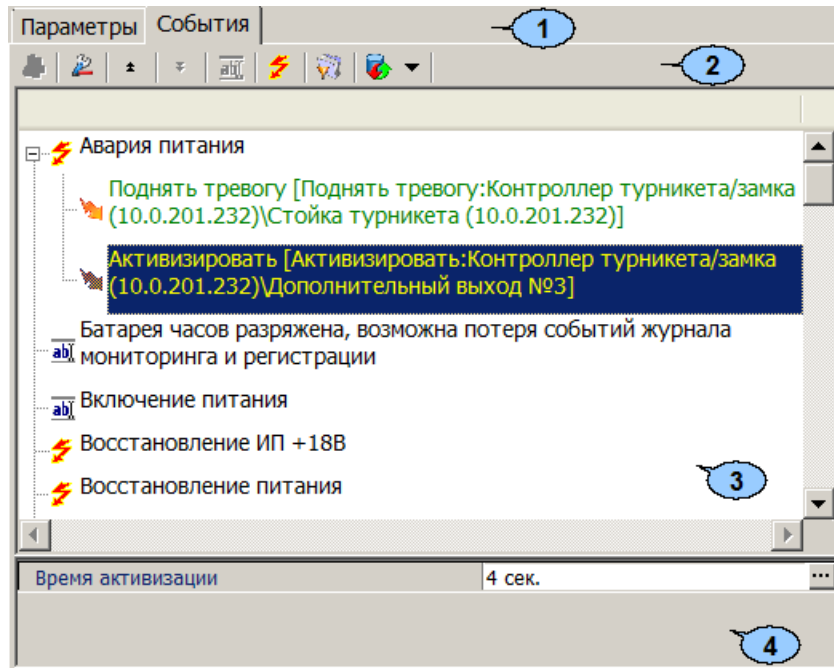 Параметры События
1
2
Авария питания
Поднять тревогу [Поднять тревогу:Контроллер турникета/замка
(10.0.201.232)\Стойка турникета (10.0.201.232)]
Активизировать [Активизировать:Контроллер турникета/замка
(10.0.201.232)\Дополнительный выход №3]
Батарея часов разряжена, возможна потеря событий журнала
мониторинга и регистрации
Включение питания
Восстановление ИП +18В
Восстановление питания
3
Время активизации 4 сек. ...
4